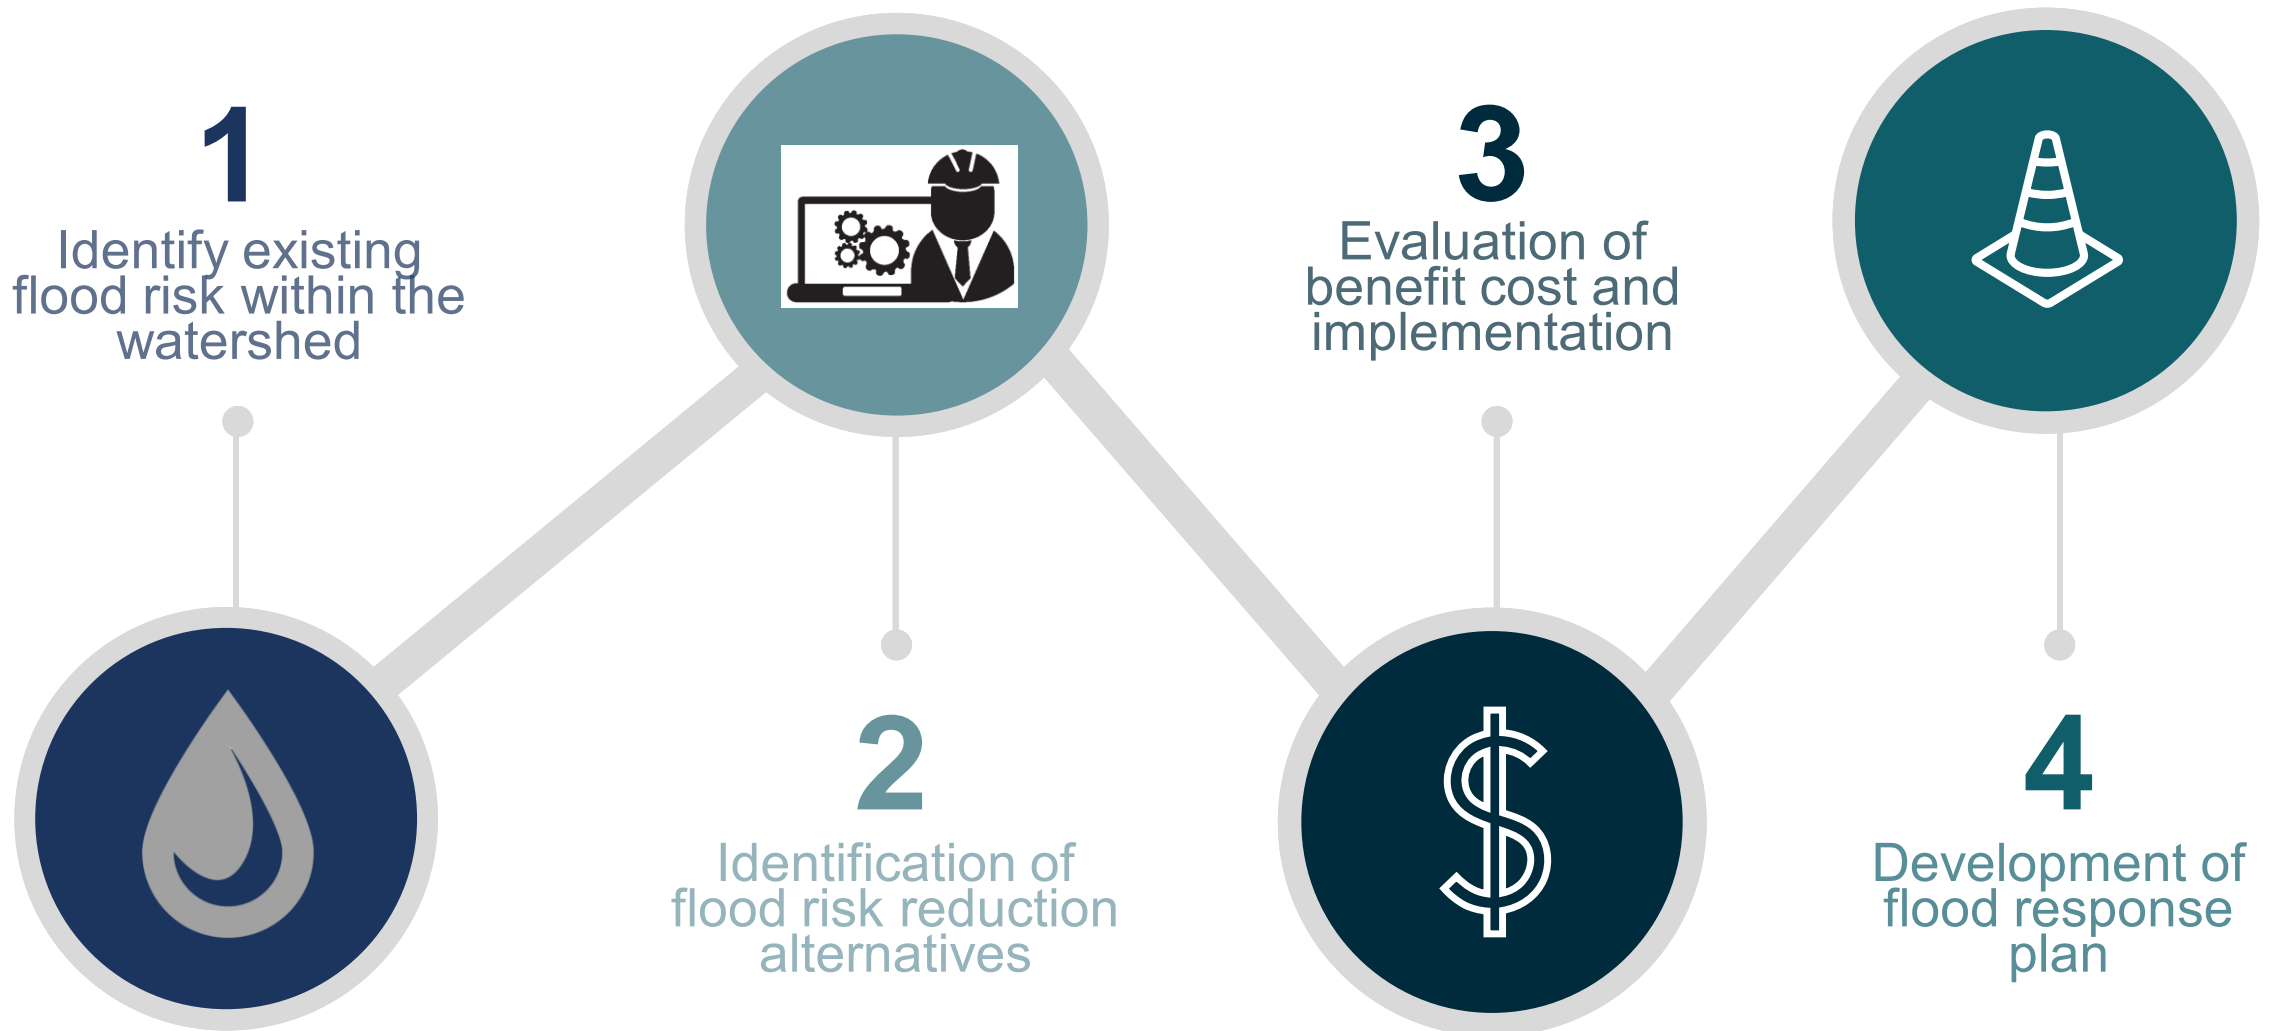 1
Identify existing
flood risk within the
watershed
2
Identification of
flood risk reduction
alternatives
3
Evaluation of
benefit cost and
implementation
4
Development of
flood response
plan